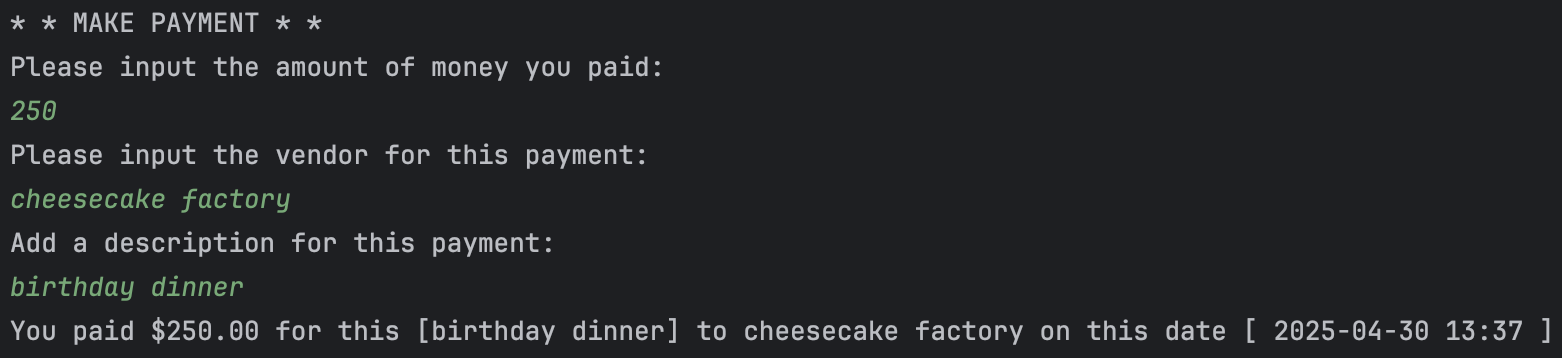 * * MAKE PAYMENT * *
Please input the amount of money you paid:
250
Please input the vendor for this payment:
cheesecake factory
Add a description for this payment:
birthday dinner
You paid $250.00 for this [birthday dinner] to cheesecake factory on this date [ 2025-04-30 13:37 ]